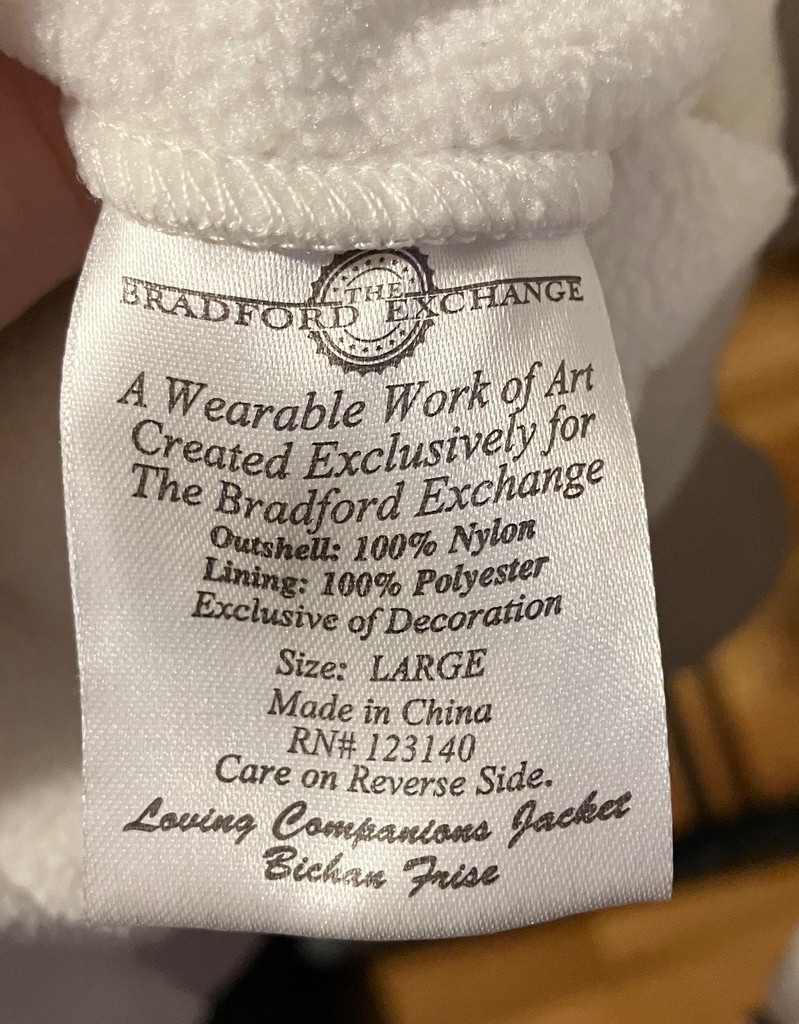 THE
BRADFORD EXCHANGE
A Wearable Work of Art
Created Exclusively for
The Bradford Exchange
Outshell: 100% Nylon
Lining: 100% Polyester
Exclusive of Decoration
Size: LARGE
Made in China
RN# 123140
Care on Reverse Side.
Loving Companions Jacket
Bichan Frise